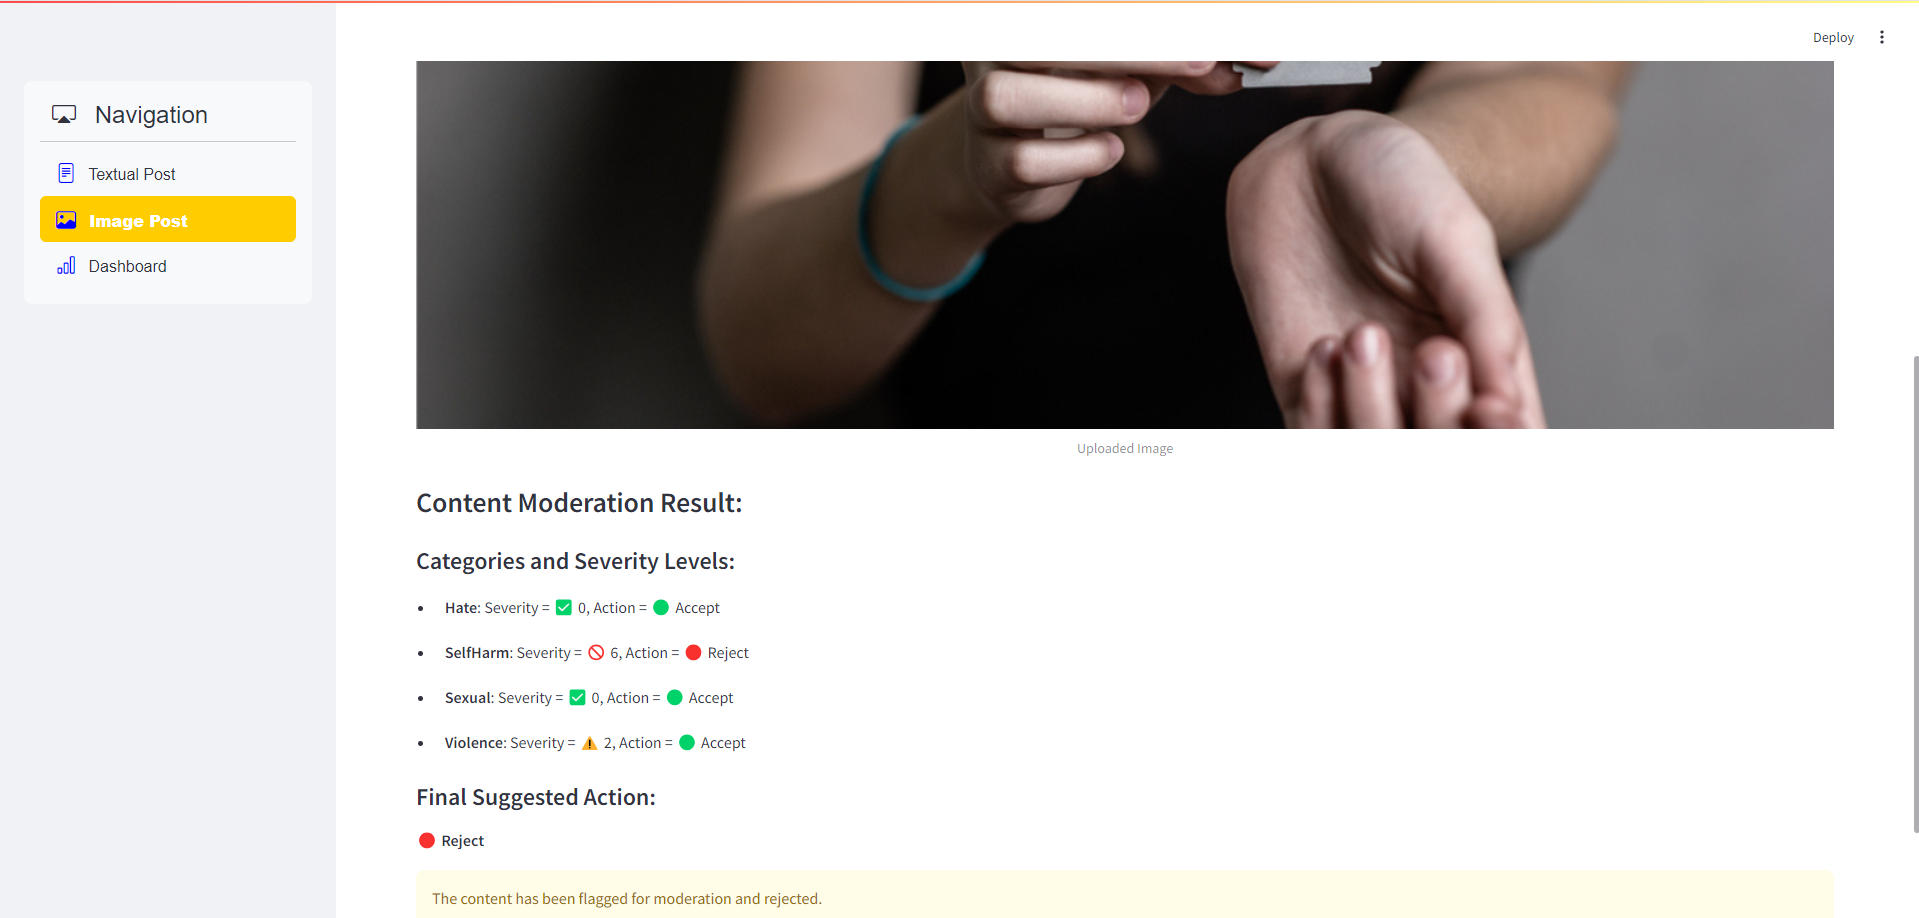 Deploy
Navigation
Textual Post
Image Post
Dashboard
Uploaded Image
Content Moderation Result:
Categories and Severity Levels:
Hate: Severity = ✅ 0, Action = 🟢 Accept
SelfHarm: Severity = 🚫 6, Action = 🔴 Reject
Sexual: Severity = ✅ 0, Action = 🟢 Accept
Violence: Severity = ⚠️ 2, Action = 🟢 Accept
Final Suggested Action:
🔴 Reject
The content has been flagged for moderation and rejected.